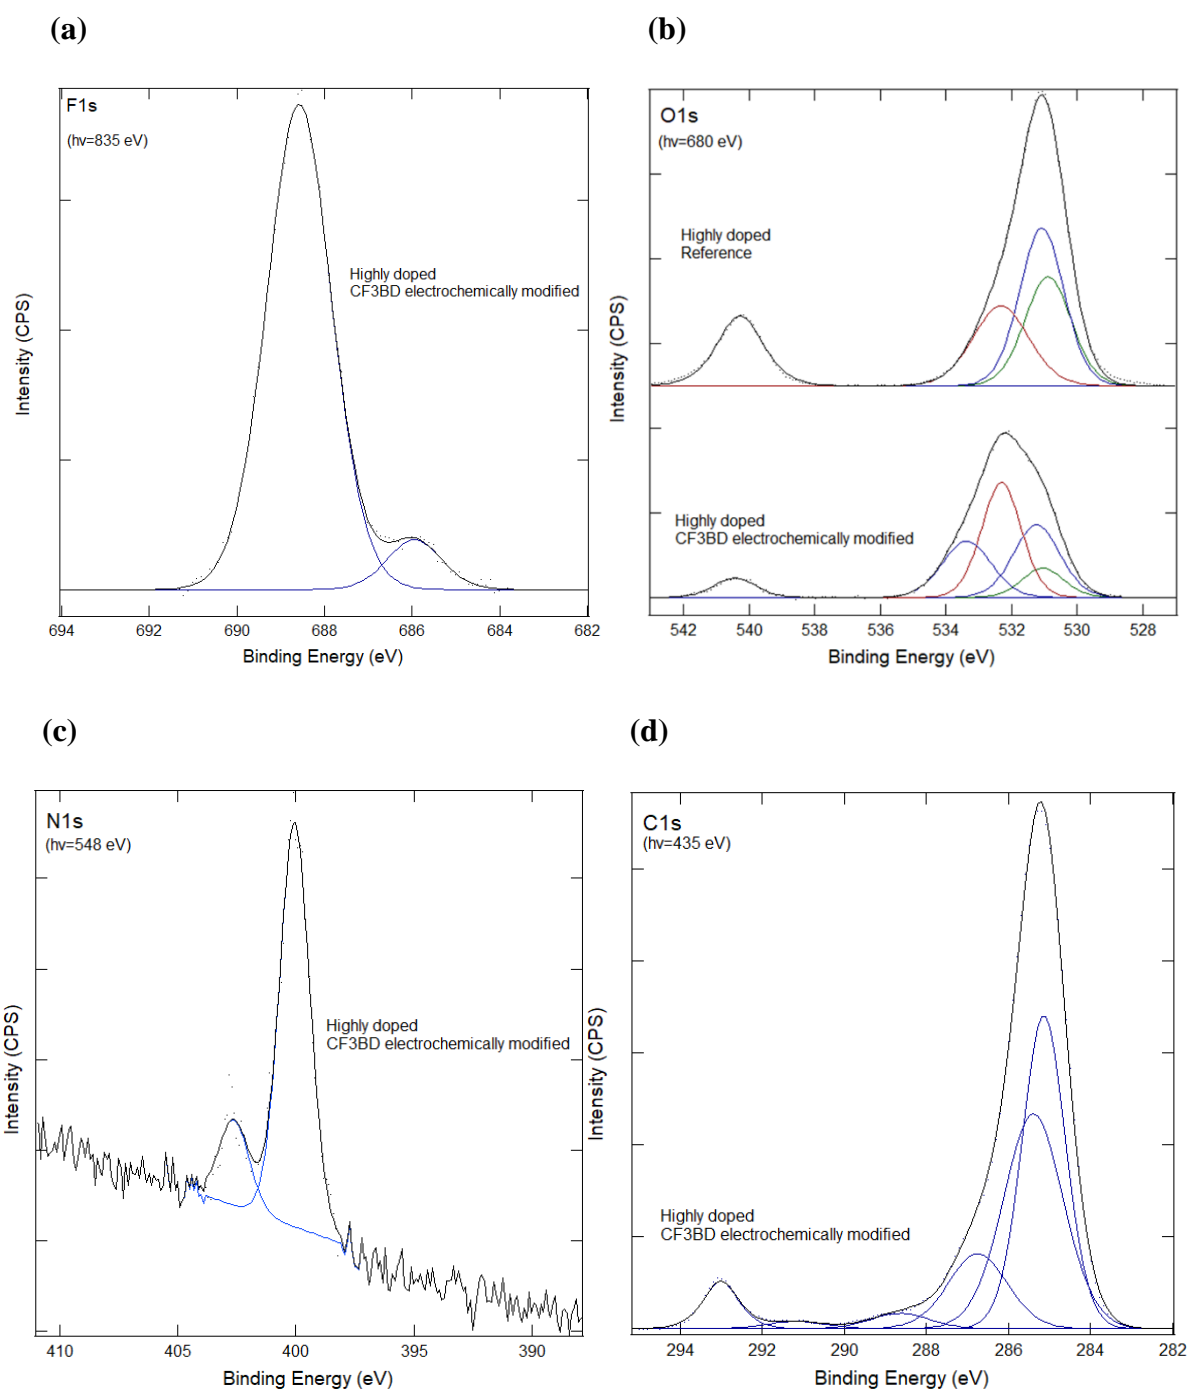 (a)
F1s
(hv=835 eV)
Highly doped
CF3BD electrochemically modified
Intensity (CPS)
694 692 690 688 686 684 682
Binding Energy (eV)
(b)
O1s
(hv=680 eV)
Highly doped
Reference
Highly doped
CF3BD electrochemically modified
Intensity (CPS)
542 540 538 536 534 532 530 528
Binding Energy (eV)
(c)
N1s
(hv=548 eV)
Highly doped
CF3BD electrochemically modified
Intensity (CPS)
410 405 400 395 390
Binding Energy (eV)
(d)
C1s
(hv=435 eV)
Highly doped
CF3BD electrochemically modified
Intensity (CPS)
294 292 290 288 286 284 282
Binding Energy (eV)